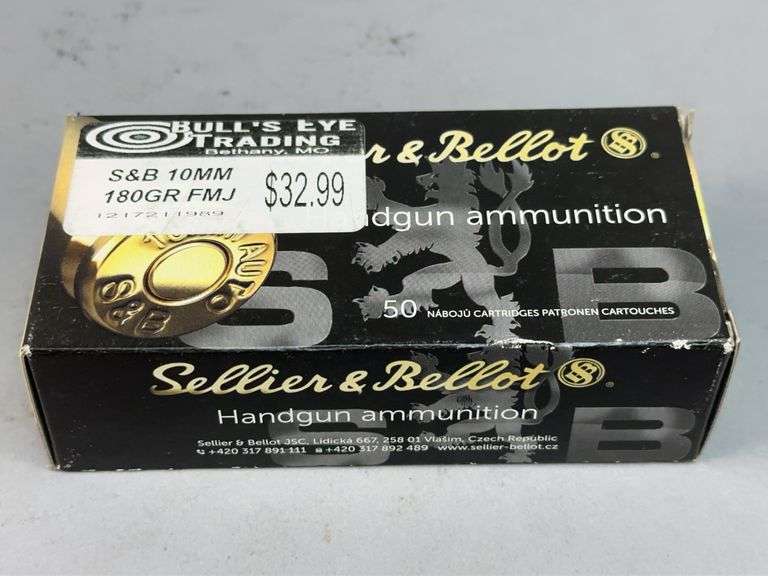 BULL'S EYE
TRADING
Bethany, MO
S&B 10MM
180GR FMJ
$32.99
1217211989
er & Bellot S&B
Handgun ammunition
AUTO
S&B
S B
50 NÁBOJŮ CARTRIDGES PATRONEN CARTOUCHES
Sellier & Bellot S&B
Handgun ammunition
Sellier & Bellot JSC, Lidická 667, 258 01 Vlašim, Czech Republic
+420 317 891 111 +420 317 892 489 www.sellier-bellot.cz
S B